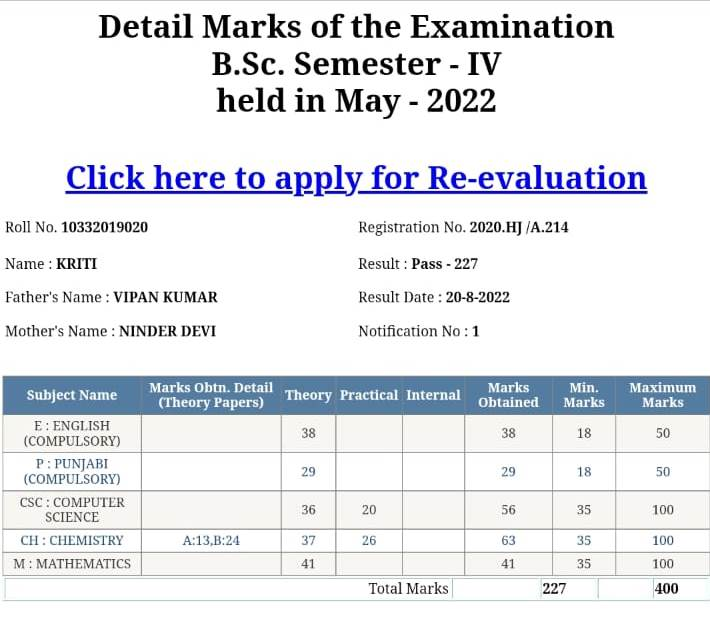 Detail Marks of the Examination
B.Sc. Semester - IV
held in May - 2022
Click here to apply for Re-evaluation
Roll No. 10332019020 Registration No. 2020.HJ /A.214
Name : KRITI Result : Pass - 227
Father's Name : VIPAN KUMAR Result Date : 20-8-2022
Mother's Name : NINDER DEVI Notification No : 1
Subject Name Marks Obtn. Detail (Theory Papers) Theory Practical Internal Marks Obtained Min. Marks Maximum Marks
E : ENGLISH (COMPULSORY) 38 38 18 50
P : PUNJABI (COMPULSORY) 29 29 18 50
CSC : COMPUTER SCIENCE 36 20 56 35 100
CH : CHEMISTRY A:13,B:24 37 26 63 35 100
M : MATHEMATICS 41 41 35 100
Total Marks 227 400